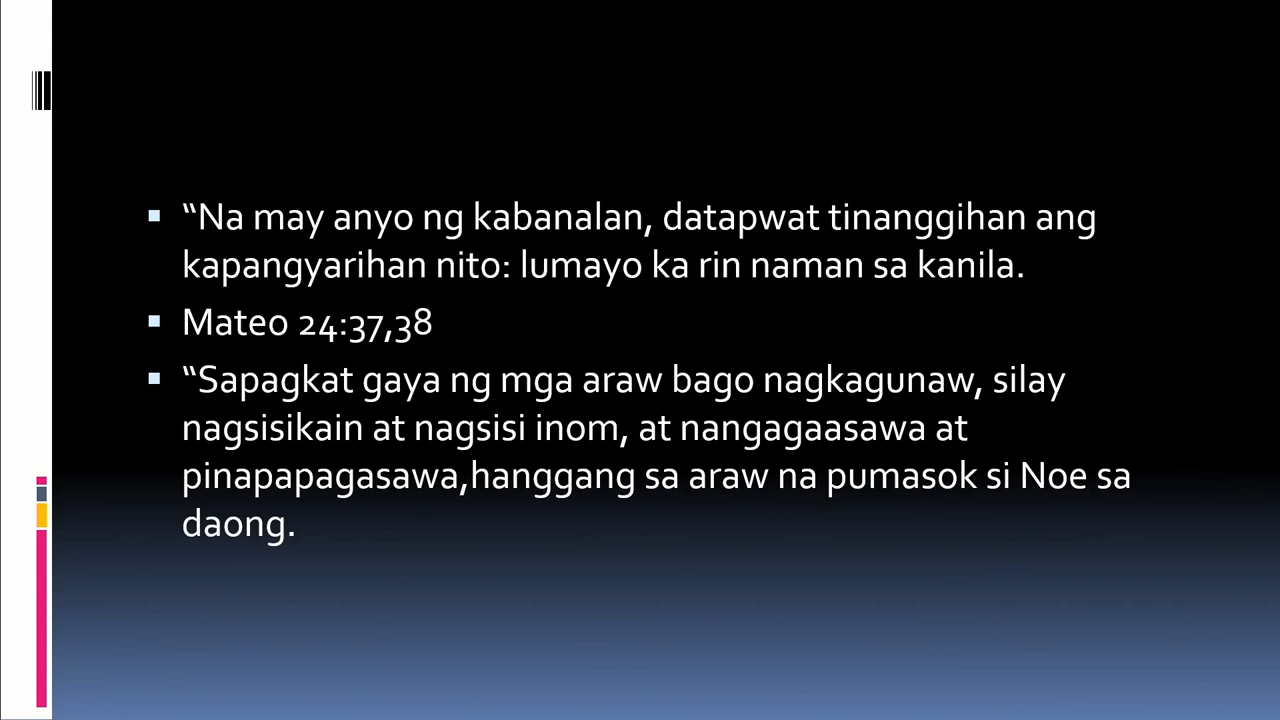 “Na may anyo ng kabanalan, datapwat tinanggihan ang
kapangyarihan nito: lumayo ka rin naman sa kanila.
Mateo 24:37,38
“Sapagkat gaya ng mga araw bago nagkagunaw, silay
nagsisikain at nagsisi inom, at nangagaasawa at
pinapapagasawa,hanggang sa araw na pumasok si Noe sa
daong.